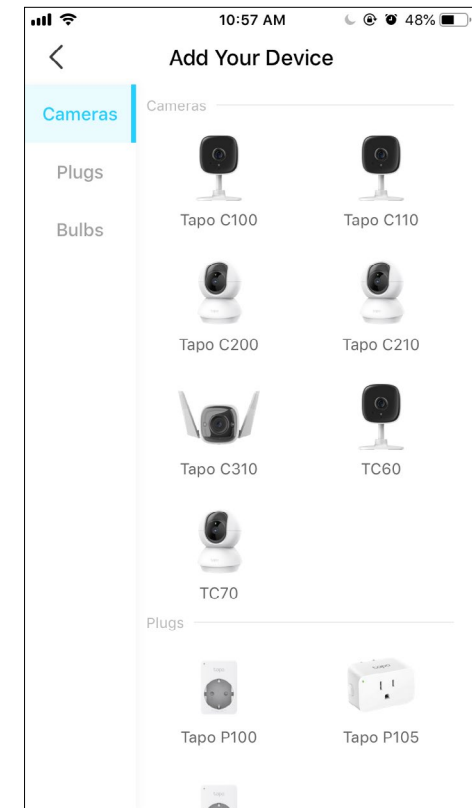 10:57 AM 48%
Add Your Device
Cameras
Plugs
Bulbs
Cameras
Tapo C100 Tapo C110
Tapo C200 Tapo C210
Tapo C310 TC60
TC70
Plugs
tapo
Tapo P100 Tapo P105